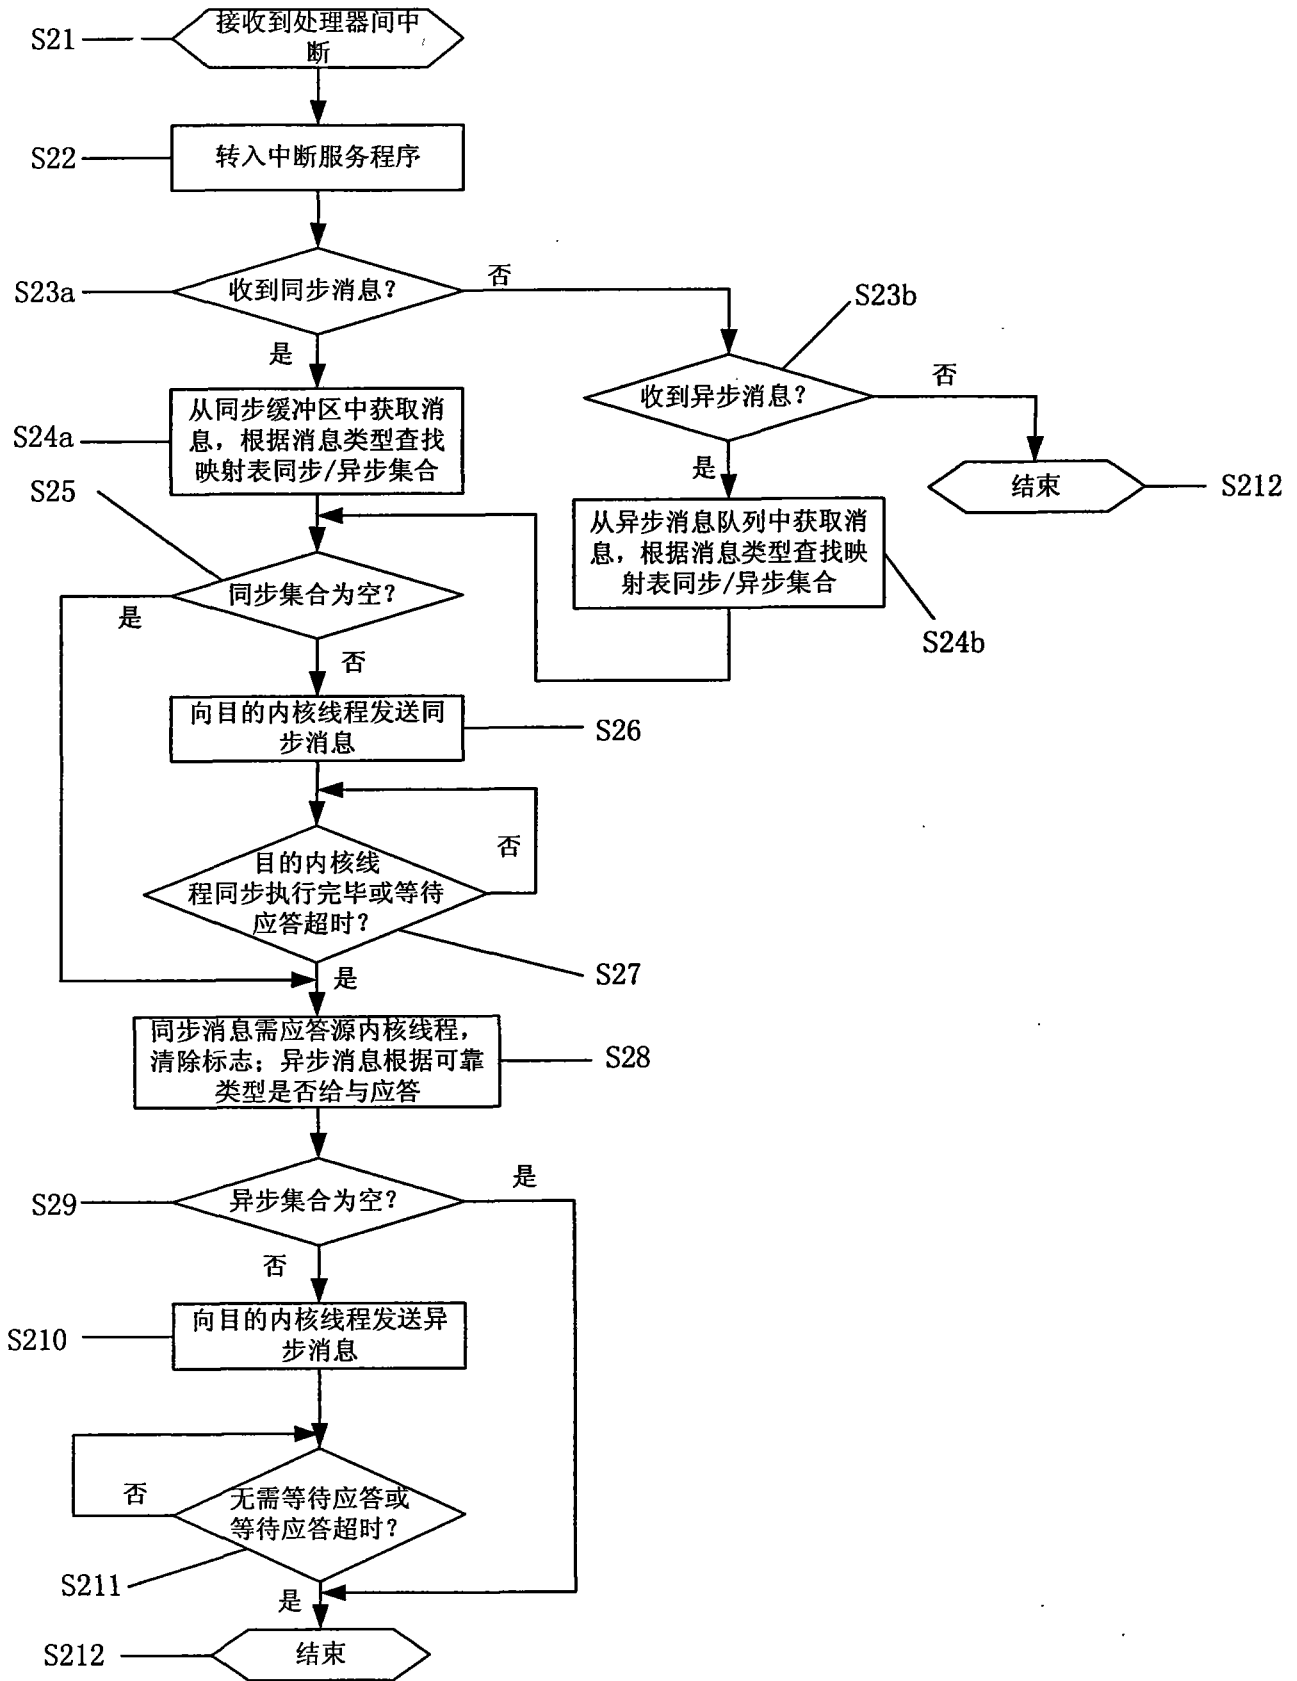 S21
接收到处理器间中
断
S22
转入中断服务程序
S23a
收到同步消息？
否
是
S23b
收到异步消息？
否
是
S24a
从同步缓冲区中获取消
息，根据消息类型查找
映射表同步/异步集合
结束
S212
S25
从异步消息队列中获取消
息，根据消息类型查找映
射表同步/异步集合
S24b
同步集合为空？
是
否
向目的内核线程发送同
步消息
S26
否
目的内核线
程同步执行完毕或等待
应答超时？
S27
是
同步消息需应答源内核线程，
清除标志；异步消息根据可靠
类型是否给与应答
S28
S29
异步集合为空？
是
否
S210
向目的内核线程发送异
步消息
否
无需等待应答或
等待应答超时？
S211
是
S212
结束